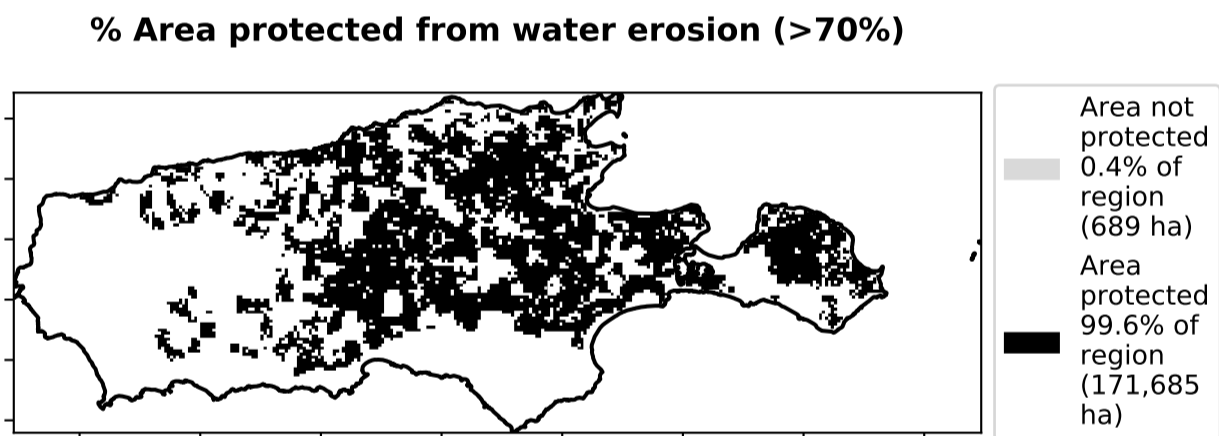 % Area protected from water erosion (>70%)
Area not
protected
0.4% of
region
(689 ha)
Area
protected
99.6% of
region
(171,685
ha)